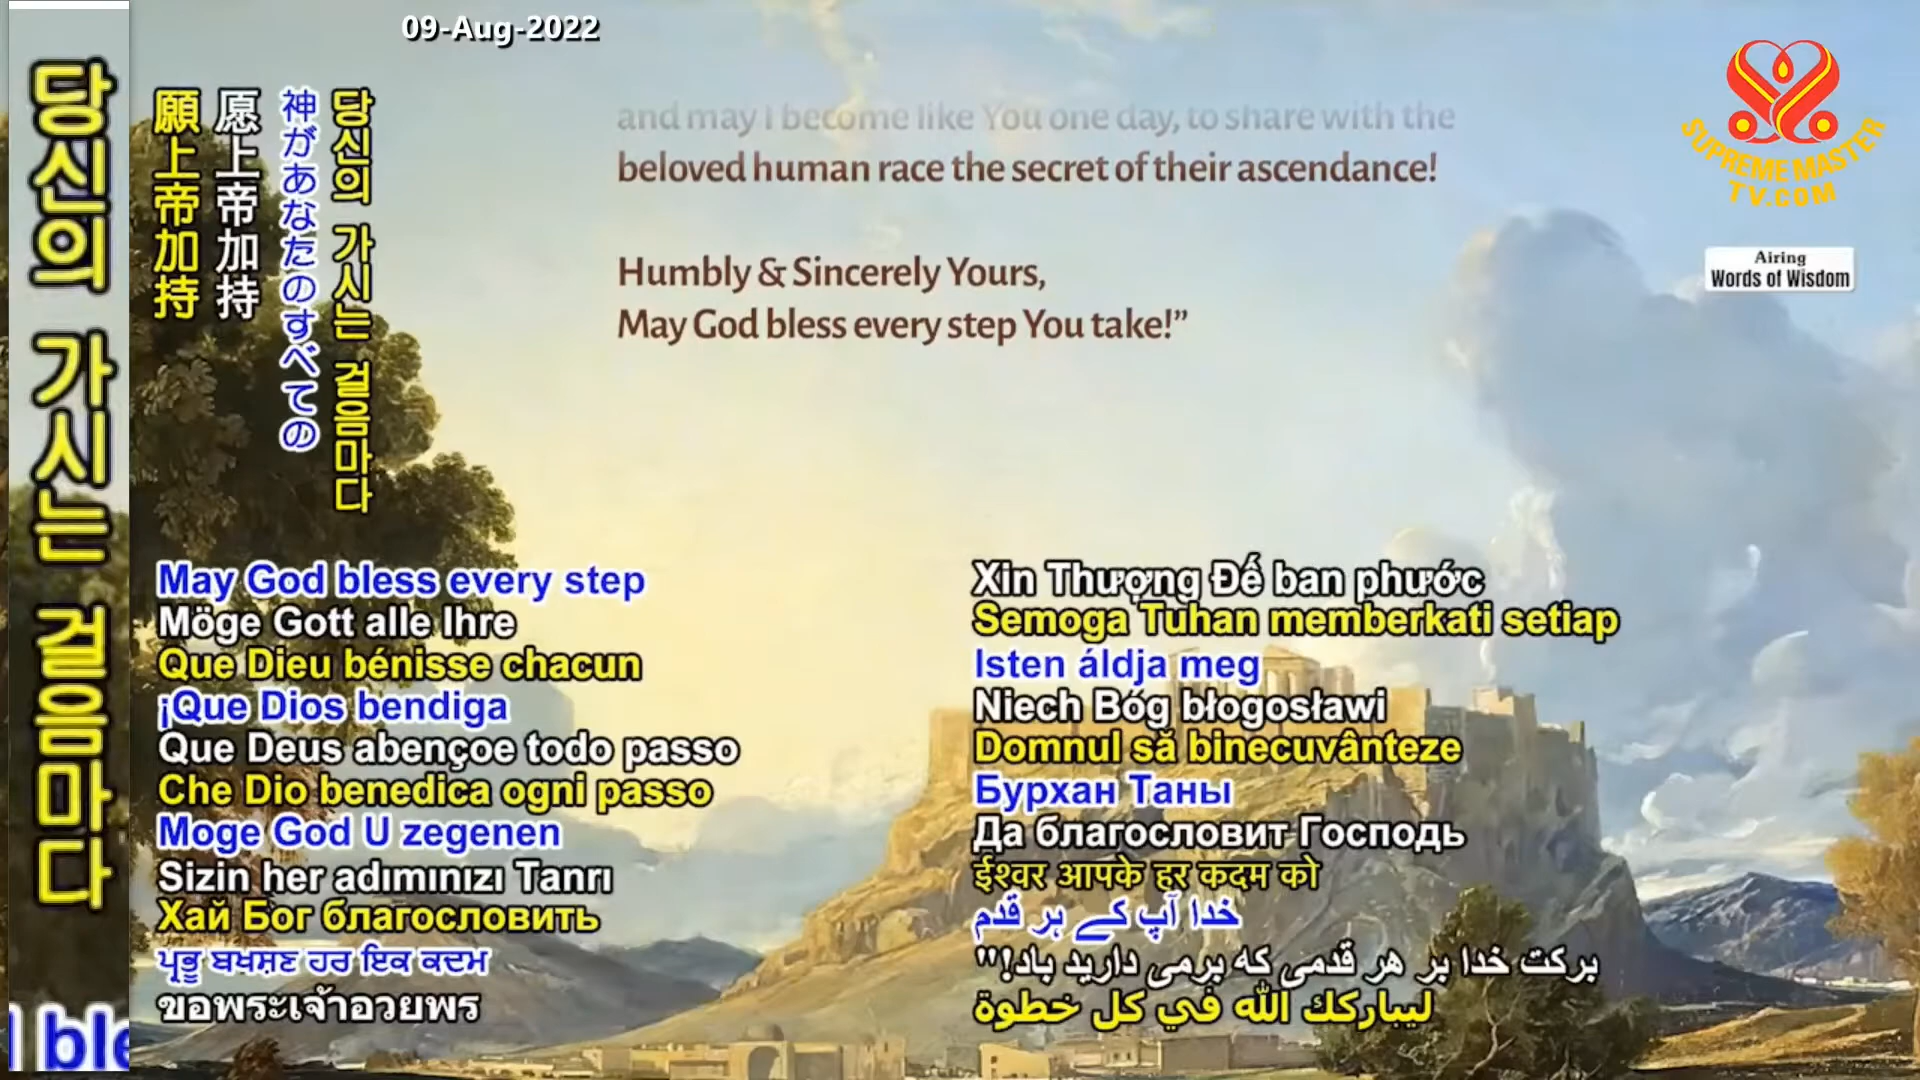 09-Aug-2022
당신의 가시는 걸음마다
願上帝加持
愿上帝加持
神があなたのすべての
당신의 가시는 걸음마다
and may I become like You one day, to share with the
beloved human race the secret of their ascendance!
Humbly & Sincerely Yours,
May God bless every step You take!”
SUPREME MASTER
TV.COM
Airing
Words of Wisdom
May God bless every step
Möge Gott alle Ihre
Que Dieu bénisse chacun
¡Que Dios bendiga
Que Deus abençoe todo passo
Che Dio benedica ogni passo
Moge God U zegenen
Sizin her adımınızı Tanrı
Хай Бог благословить
ਪ੍ਰਭੂ ਬਖਸ਼ਣ ਹਰ ਇਕ ਕਦਮ
ขอพระเจ้าอวยพร
Xin Thượng Đế ban phước
Semoga Tuhan memberkati setiap
Isten áldja meg
Niech Bóg błogosławi
Domnul să binecuvânteze
Бурхан Таны
Да благословит Господь
ईश्वर आपके हर कदम को
خدا آپ کے ہر قدم
برکت خدا بر هر قدمی که برمی دارید باد!"
ليباركك الله في كل خطوة
ble